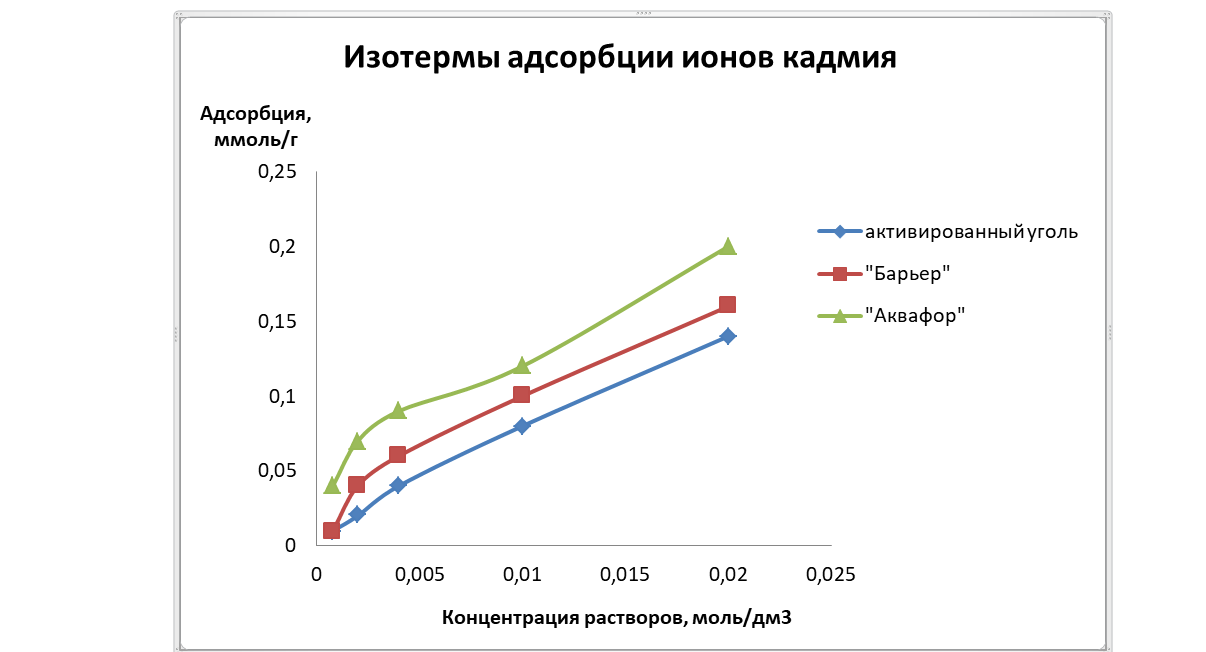 Изотермы адсорбции ионов кадмия
Адсорбция,
ммоль/г
0,25
0,2
0,15
0,1
0,05
0
0 0,005 0,01 0,015 0,02 0,025
Концентрация растворов, моль/дм3
активированный уголь
"Барьер"
"Аквафор"